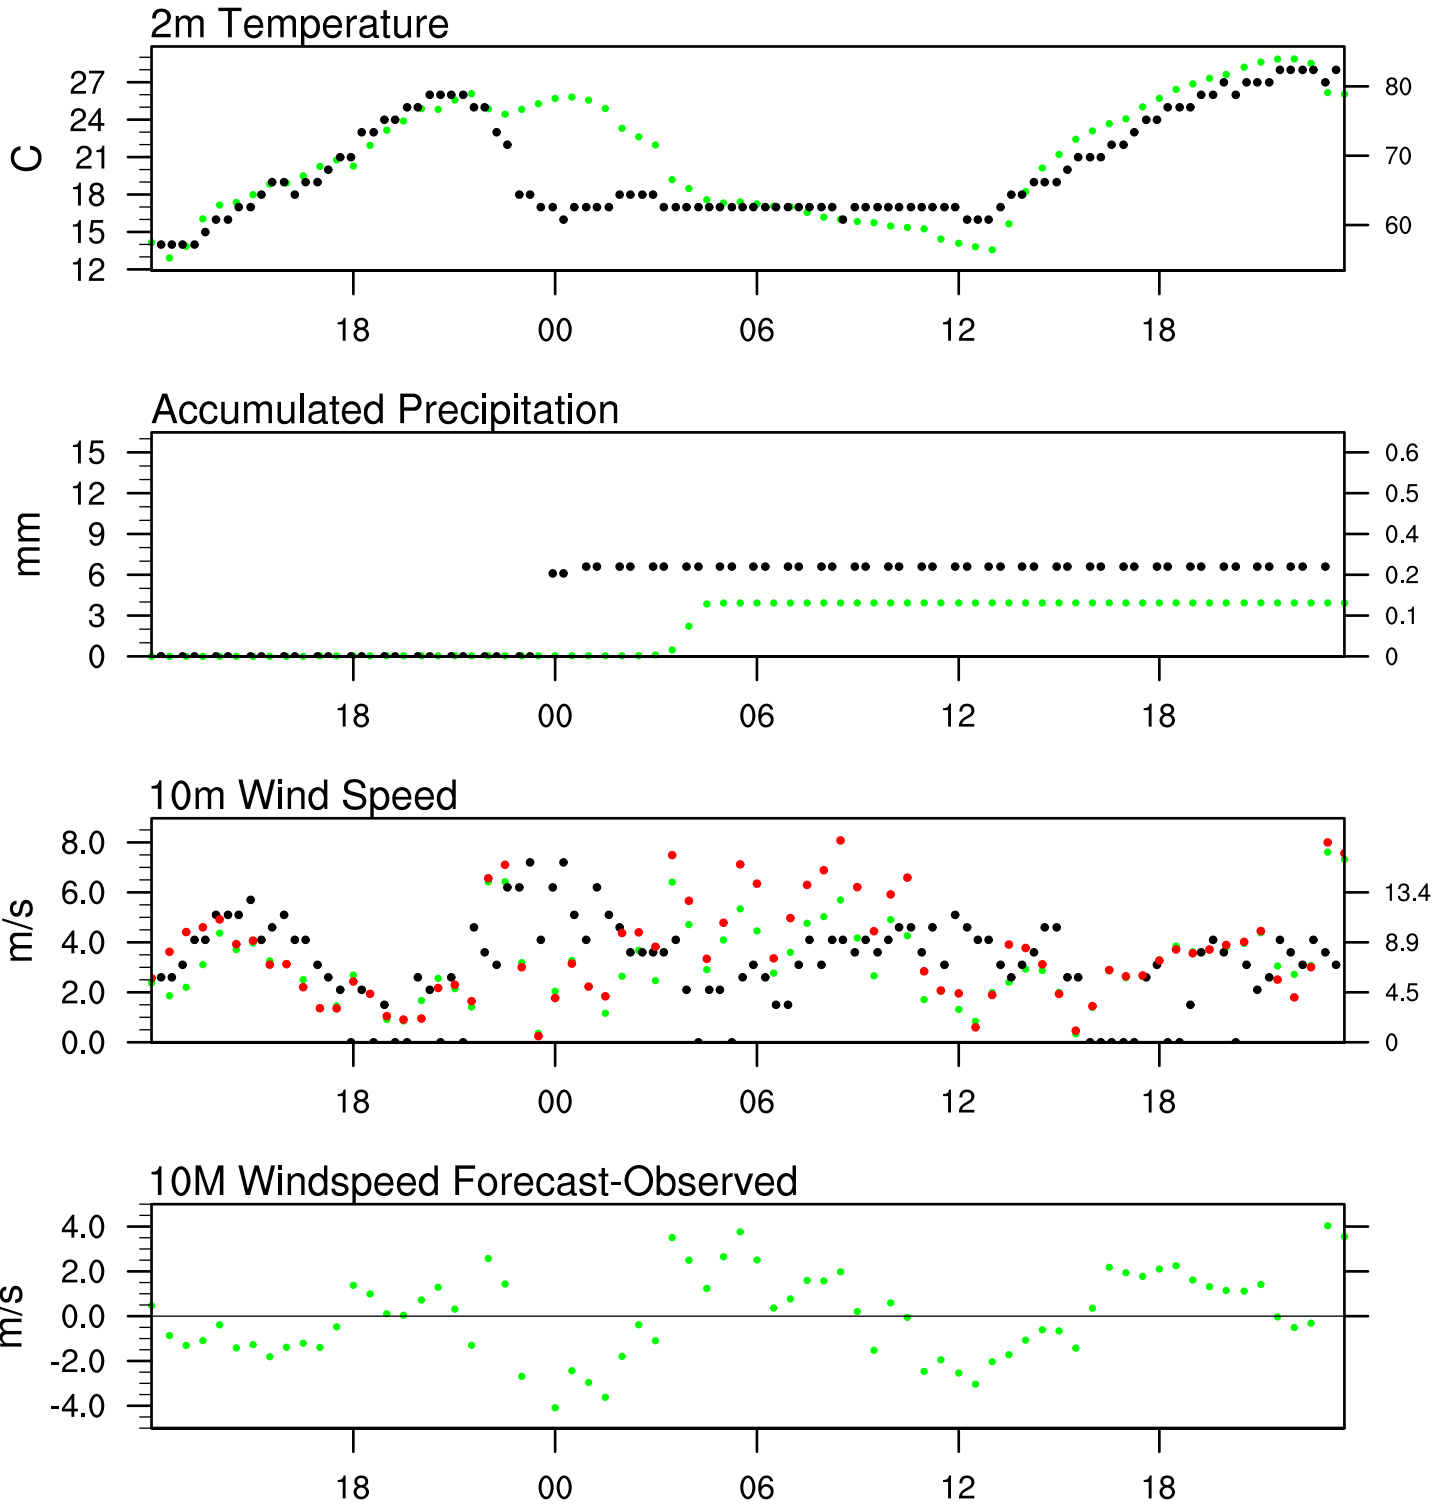 2m Temperature
C
27
24
21
18
15
12
80
70
60
18 00 06 12 18
Accumulated Precipitation
mm
15
12
9
6
3
0
0.6
0.5
0.4
0.2
0.1
0
18 00 06 12 18
10m Wind Speed
m/s
8.0
6.0
4.0
2.0
0.0
13.4
8.9
4.5
0
18 00 06 12 18
10M Windspeed Forecast-Observed
m/s
4.0
2.0
0.0
-2.0
-4.0
18 00 06 12 18